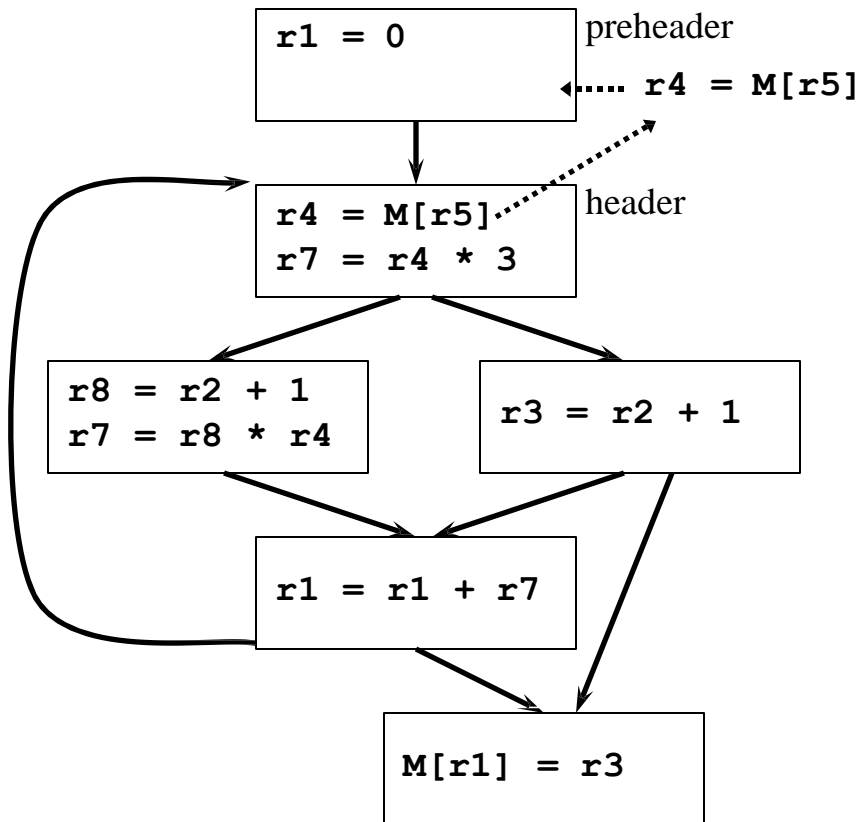 r1 = 0
preheader
r4 = M[r5]
r4 = M[r5]
r7 = r4 * 3
header
r8 = r2 + 1
r7 = r8 * r4
r3 = r2 + 1
r1 = r1 + r7
M[r1] = r3